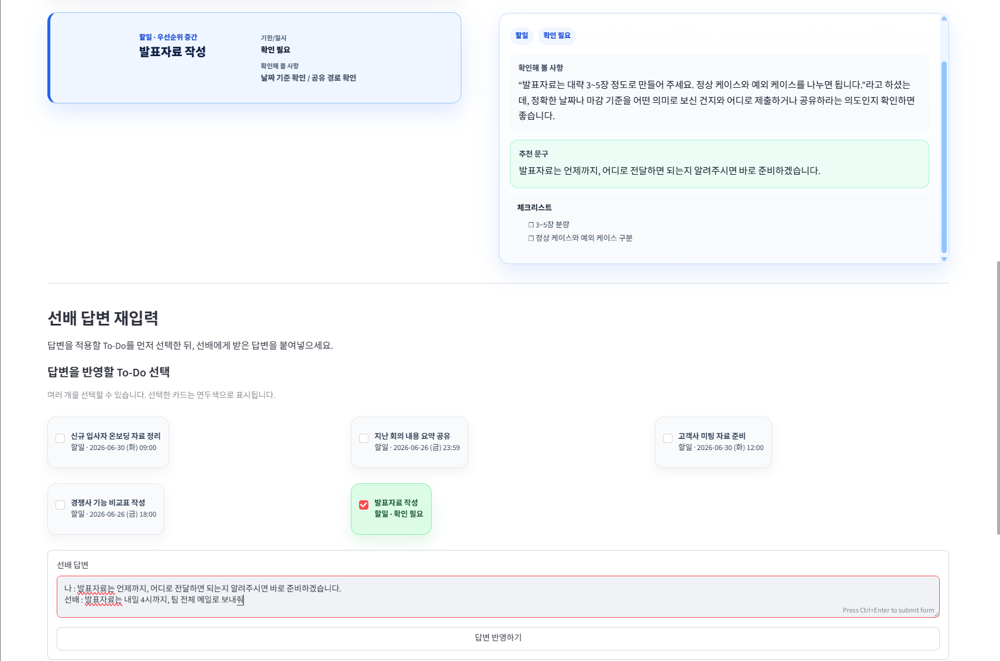 할일 · 우선순위 중간
발표자료 작성
기한/일시
확인 필요
확인해 볼 사항
날짜 기준 확인 / 공유 경로 확인
할일
확인 필요
확인해 볼 사항
“발표자료는 대략 3~5장 정도로 만들어 주세요. 정상 케이스와 예외 케이스를 나누면 됩니다.”라고 하셨는
데, 정확한 날짜나 마감 기준을 어떤 의미로 보신 건지와 어디로 제출하거나 공유하라는 의도인지 확인하면
좋습니다.
추천 문구
발표자료는 언제까지, 어디로 전달하면 되는지 알려주시면 바로 준비하겠습니다.
체크리스트
☐ 3~5장 분량
☐ 정상 케이스와 예외 케이스 구분
선배 답변 재입력
답변을 적용할 To-Do를 먼저 선택한 뒤, 선배에게 받은 답변을 붙여넣으세요.
답변을 반영할 To-Do 선택
여러 개를 선택할 수 있습니다. 선택한 카드는 연두색으로 표시됩니다.
신규 입사자 온보딩 자료 정리
할일 · 2026-06-30 (화) 09:00
지난 회의 내용 요약 공유
할일 · 2026-06-26 (금) 23:59
고객사 미팅 자료 준비
할일 · 2026-06-30 (화) 12:00
경쟁사 기능 비교표 작성
할일 · 2026-06-26 (금) 18:00
발표자료 작성
할일 · 확인 필요
선배 답변
나 : 발표자료는 언제까지, 어디로 전달하면 되는지 알려주시면 바로 준비하겠습니다.
선배 : 발표자료는 내일 4시까지, 팀 전체 메일로 보내줘
Press Ctrl+Enter to submit form
답변 반영하기